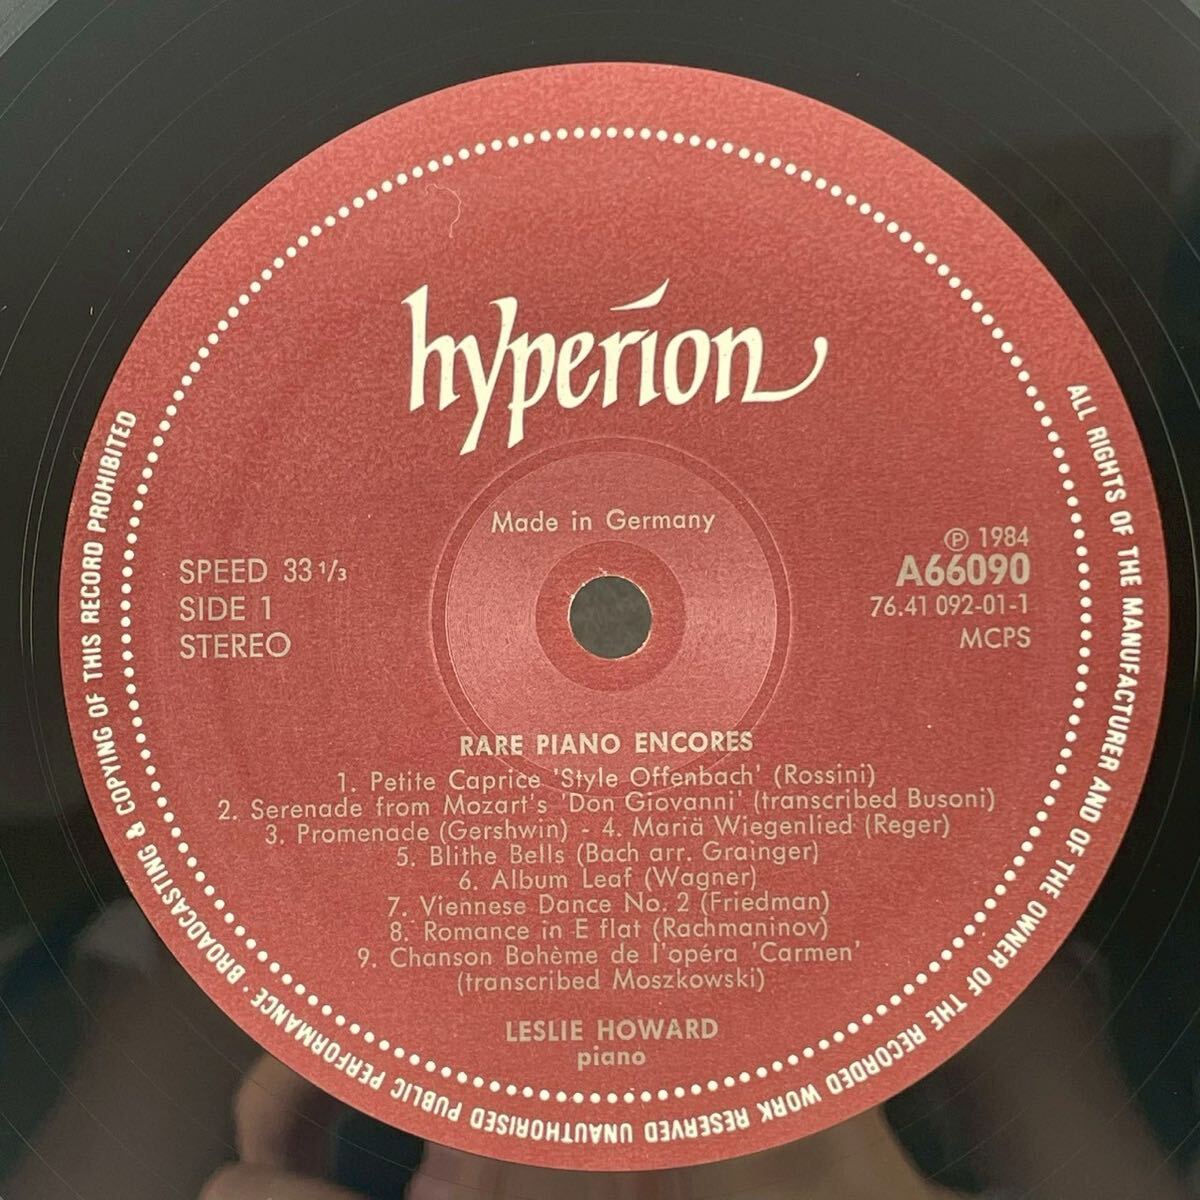 hyperion
Made in Germany
SPEED 33 1/3
SIDE 1
STEREO
℗ 1984
A66090
76.41 092-01-1
MCPS
RARE PIANO ENCORES
1. Petite Caprice 'Style Offenbach' (Rossini)
2. Serenade from Mozart's 'Don Giovanni' (transcribed Busoni)
3. Promenade (Gershwin) - 4. Mariä Wiegenlied (Reger)
5. Blithe Bells (Bach arr. Grainger)
6. Album Leaf (Wagner)
7. Viennese Dance No. 2 (Friedman)
8. Romance in E flat (Rachmaninov)
9. Chanson Bohème de l'opéra 'Carmen'
(transcribed Moszkowski)
LESLIE HOWARD
piano
ALL RIGHTS OF THE MANUFACTURER AND OF THE OWNER OF THE RECORDED WORK RESERVED UNAUTHORISED PUBLIC PERFORMANCE · BROADCASTING & COPYING OF THIS RECORD PROHIBITED